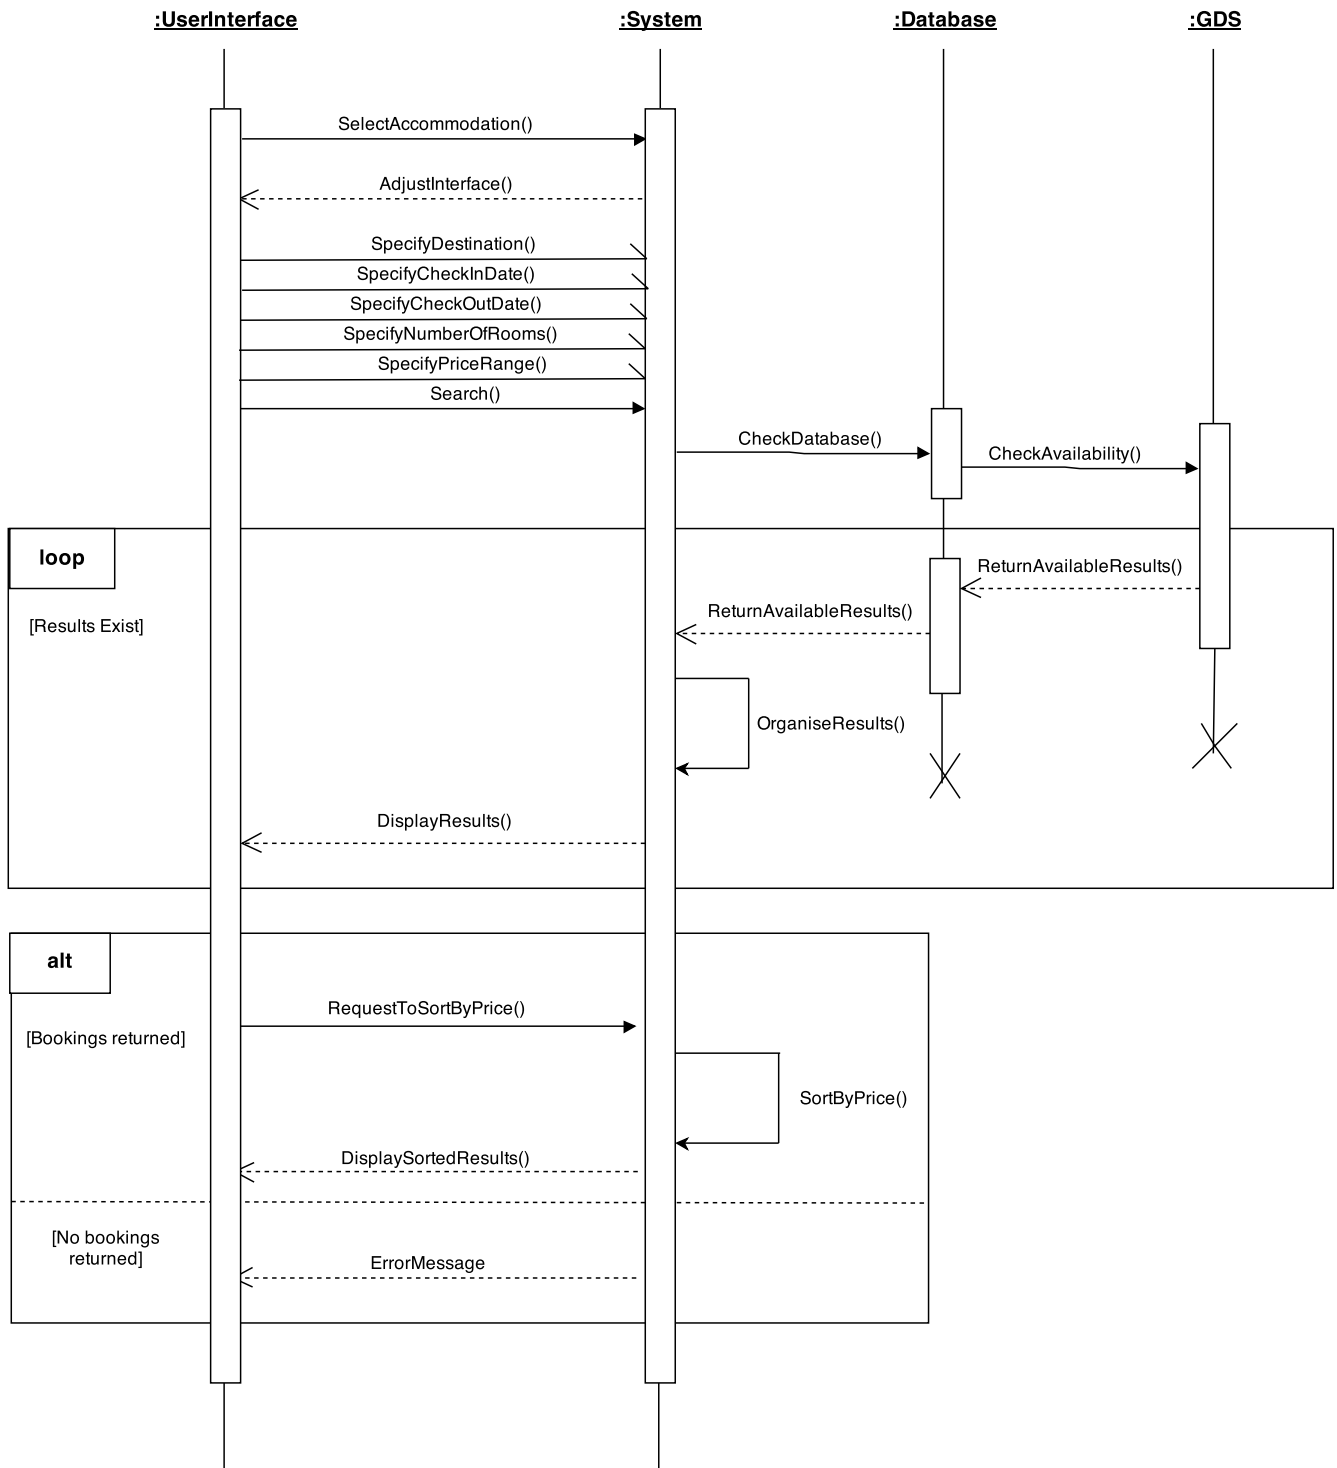 :UserInterface
:System
:Database
:GDS
SelectAccommodation()
AdjustInterface()
SpecifyDestination()
SpecifyCheckInDate()
SpecifyCheckOutDate()
SpecifyNumberOfRooms()
SpecifyPriceRange()
Search()
CheckDatabase()
CheckAvailability()
loop
ReturnAvailableResults()
ReturnAvailableResults()
[Results Exist]
OrganiseResults()
DisplayResults()
alt
RequestToSortByPrice()
[Bookings returned]
SortByPrice()
DisplaySortedResults()
[No bookings
returned]
ErrorMessage